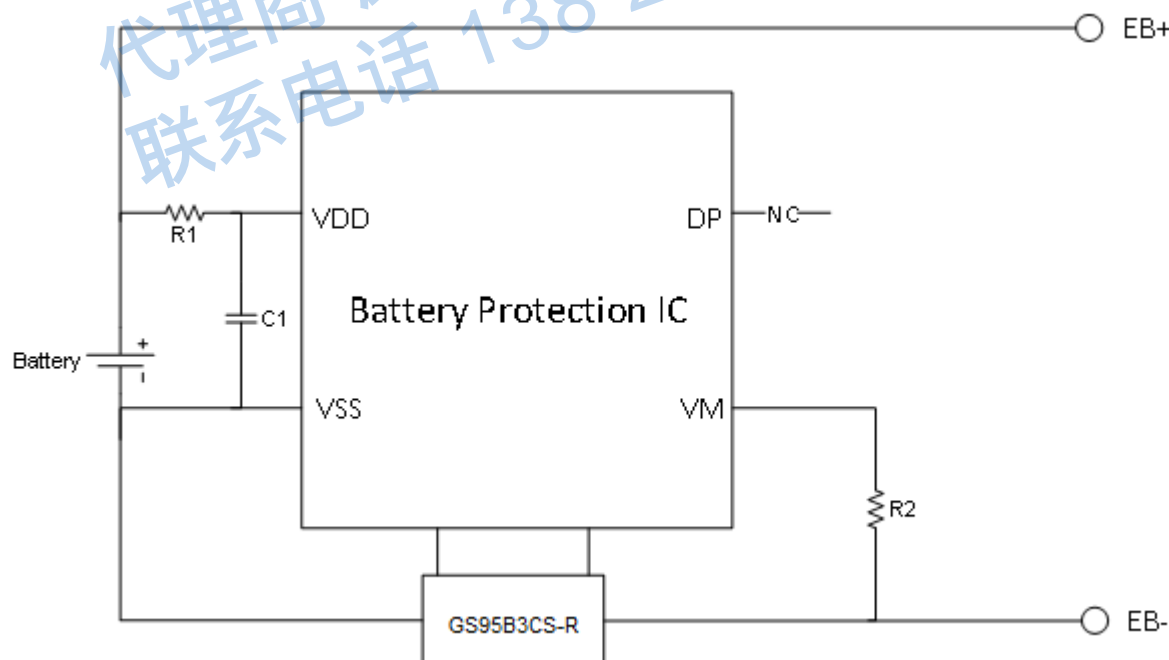 代理商
联系电话 138 2
EB+
VDD
DP
NC
R1
Battery Protection IC
C1
Battery
+
-
VSS
VM
R2
GS95B3CS-R
EB-